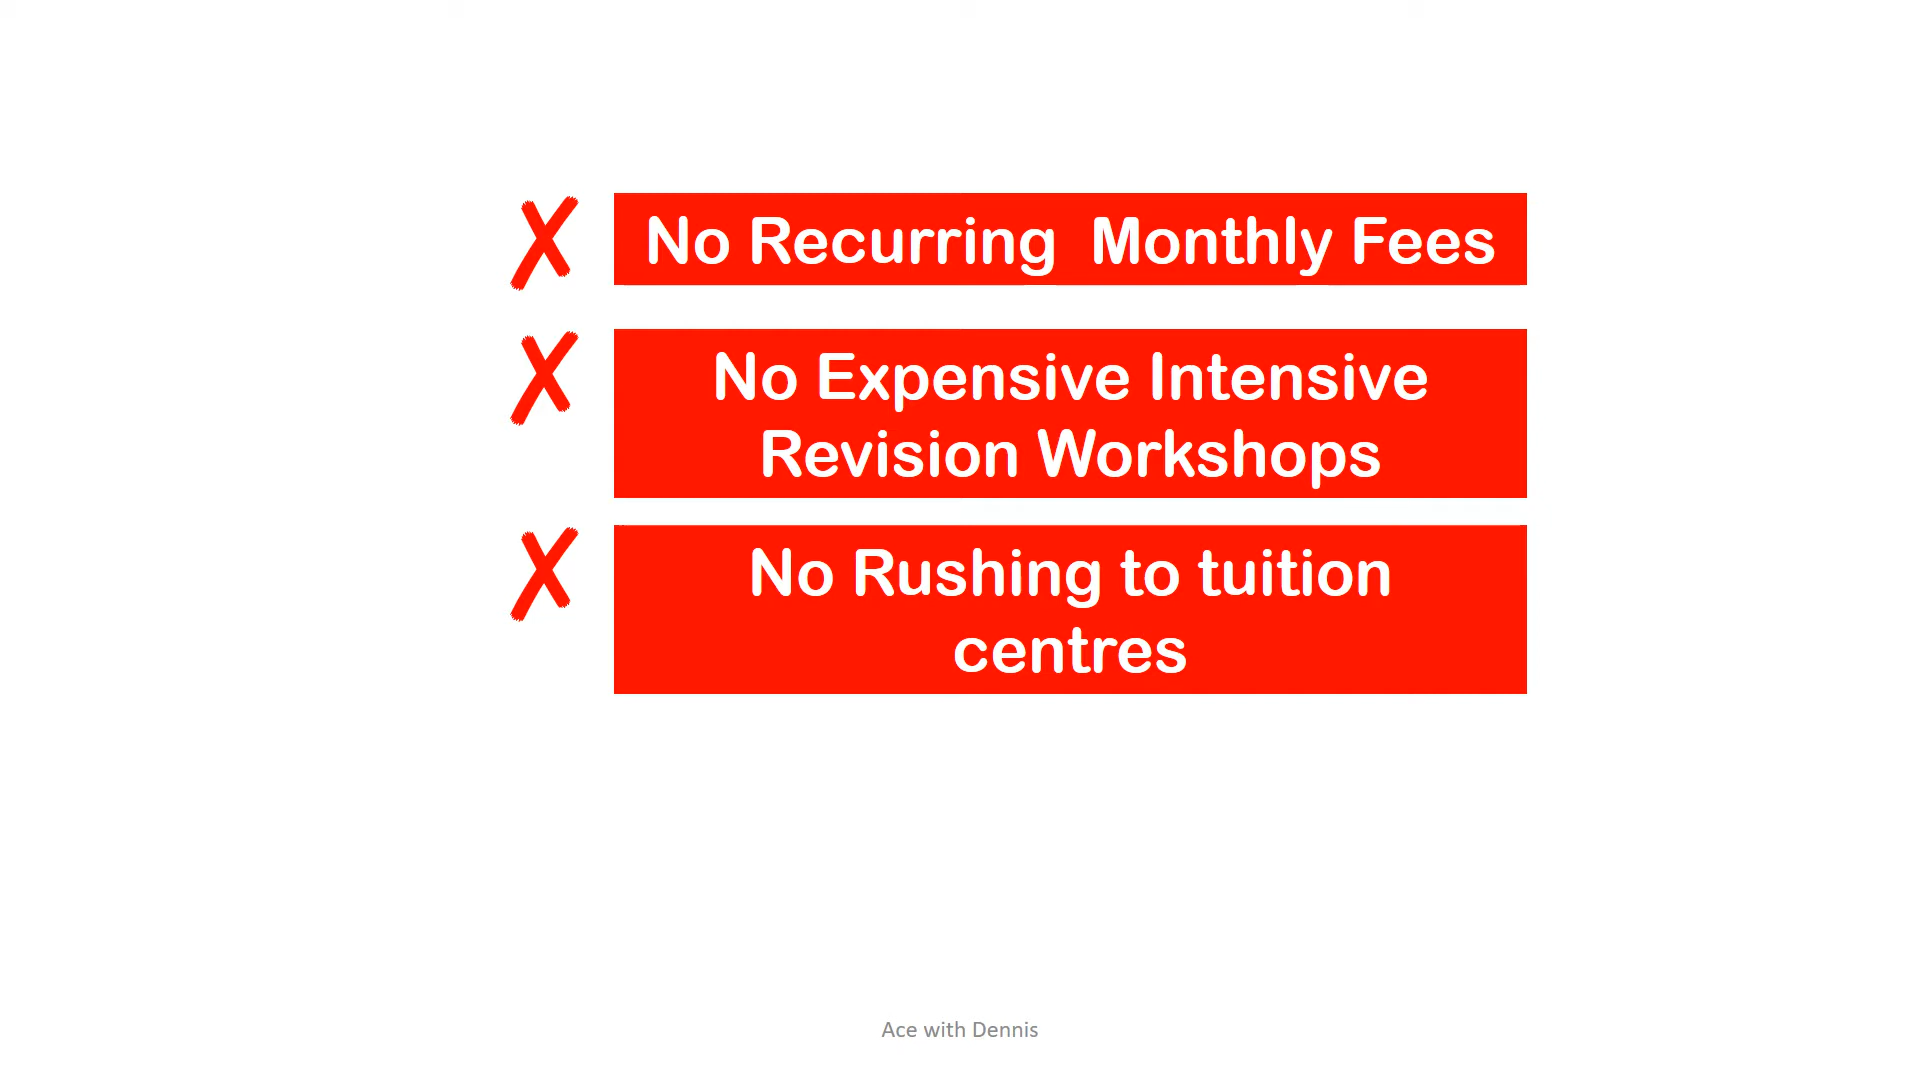 No Recurring  Monthly Fees
No Expensive Intensive
Revision Workshops
No Rushing to tuition
centres
Ace with Dennis